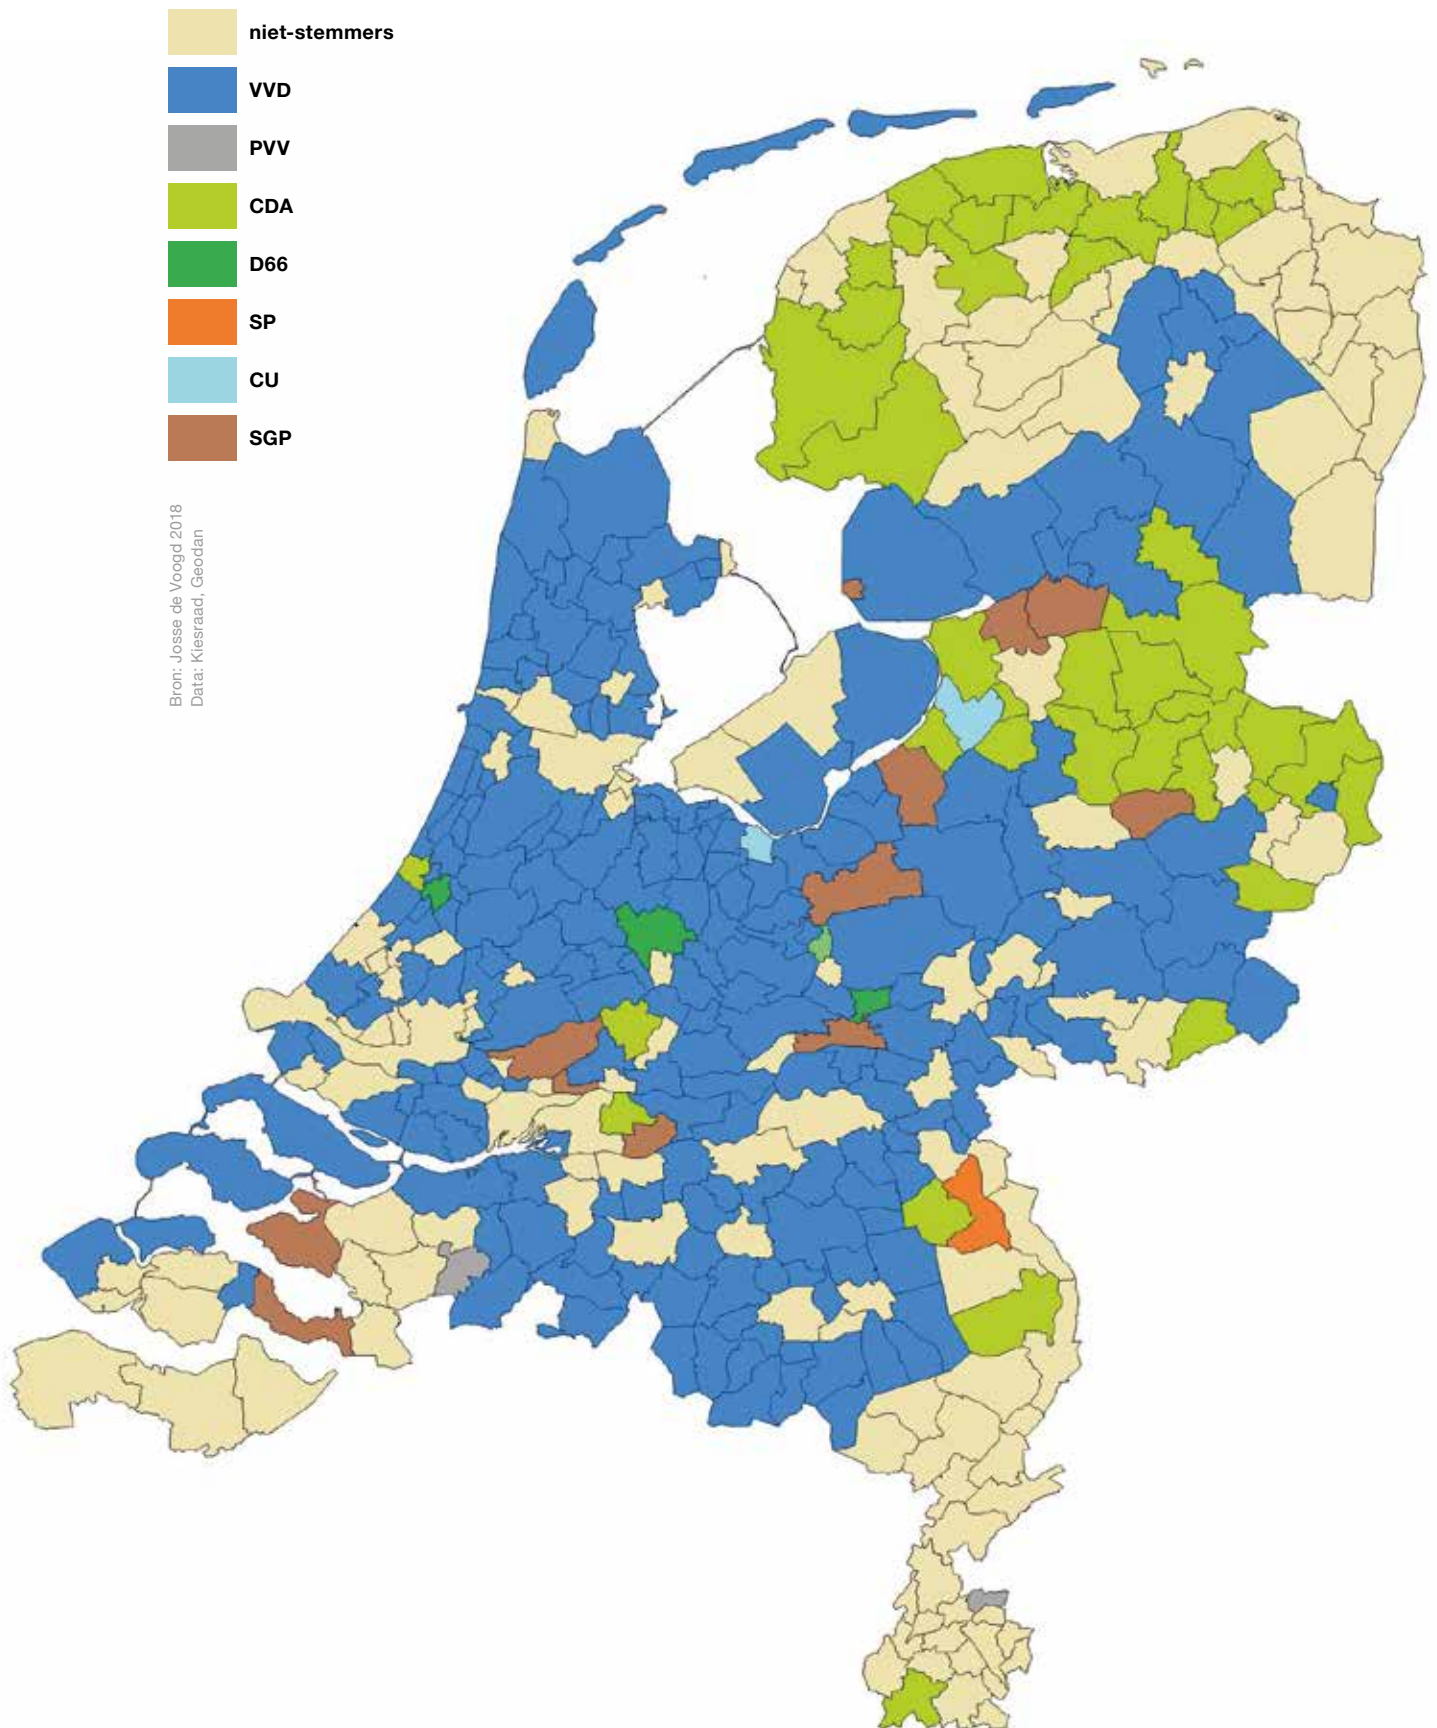 niet-stemmers
VVD
PVV
CDA
D66
SP
CU
SGP
Bron: Josse de Voogd 2018
Data: Kiesraad, Geodan